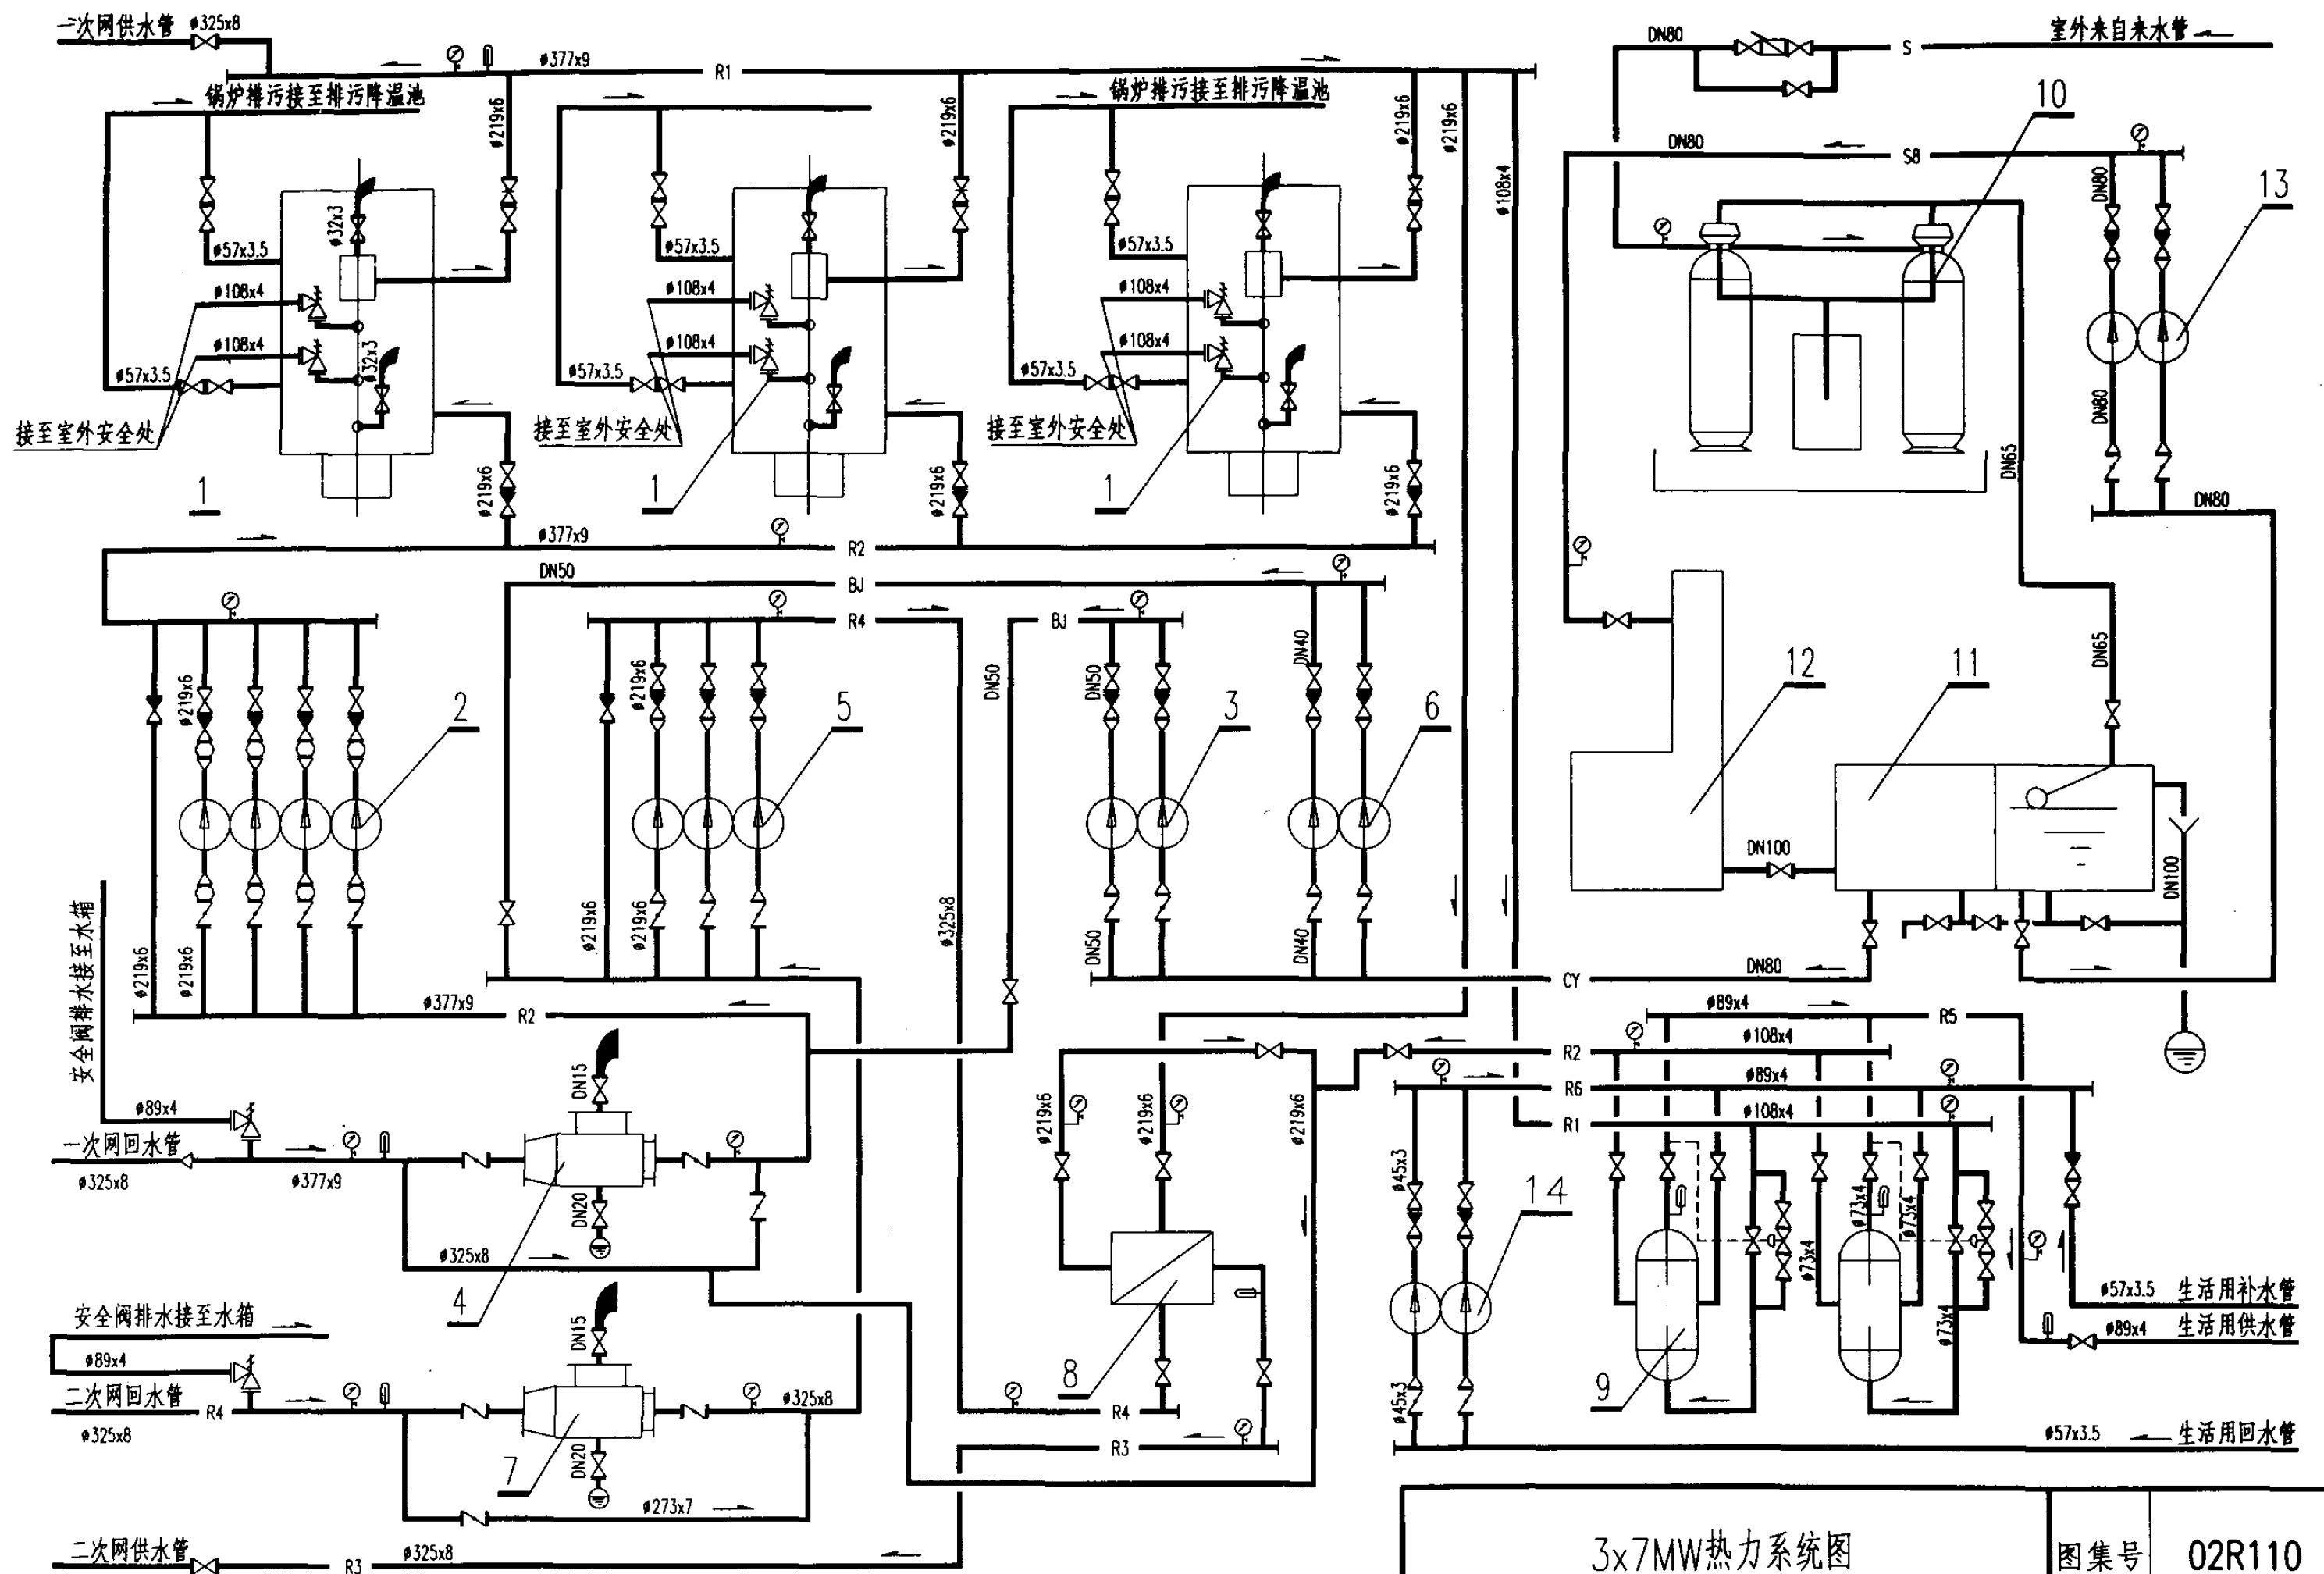 一次网供水管 ø325x8
ø377x9
R1
DN80
S
室外来自来水管
锅炉排污接至排污降温池
锅炉排污接至排污降温池
ø219x6
ø219x6
ø219x6
ø219x6
ø108x4
10
DN80
S8
DN80
13
ø32x3
ø57x3.5
ø57x3.5
ø57x3.5
ø108x4
ø108x4
ø108x4
ø108x4
ø32x3
ø108x4
ø108x4
ø57x3.5
ø57x3.5
ø57x3.5
DN80
接至室外安全处
接至室外安全处
接至室外安全处
DN65
1
1
1
ø219x6
ø219x6
ø219x6
DN80
ø377x9
R2
DN50
BJ
R4
BJ
DN40
DN50
DN50
DN65
ø219x6
ø219x6
2
5
3
6
12
11
DN100
DN100
安全阀排水接至水箱
ø219x6
ø219x6
ø219x6
ø219x6
ø325x8
DN50
DN40
CY
DN80
ø377x9
R2
ø89x4
R5
R2
ø108x4
R6
ø89x4
R1
ø108x4
DN15
ø89x4
ø219x6
ø219x6
ø219x6
一次网回水管
ø325x8
ø377x9
DN20
ø45x3
14
ø73x4
ø73x4
ø73x4
ø73x4
ø325x8
4
8
9
ø57x3.5 生活用补水管
ø89x4 生活用供水管
安全阀排水接至水箱
ø89x4
DN15
二次网回水管
R4
ø325x8
ø325x8
R4
ø45x3
R3
ø57x3.5 生活用回水管
7
DN20
ø273x7
二次网供水管
R3
ø325x8
3x7MW热力系统图
图集号
02R110